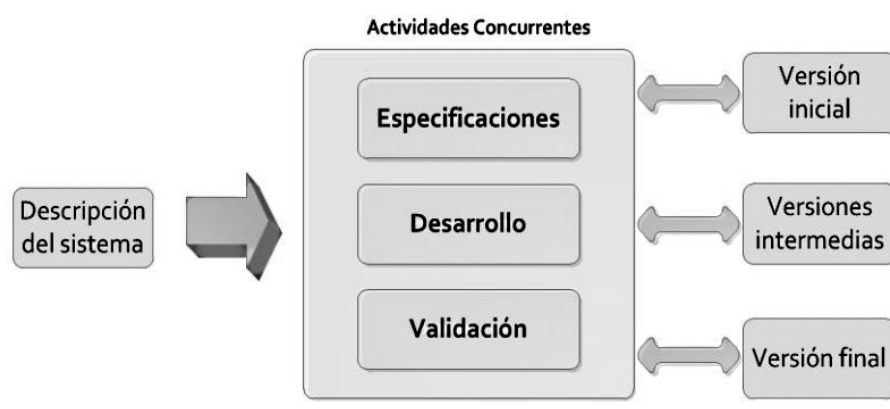 Actividades Concurrentes
Descripción
del sistema
Especificaciones
Desarrollo
Validación
Versión
inicial
Versiones
intermedias
Versión final